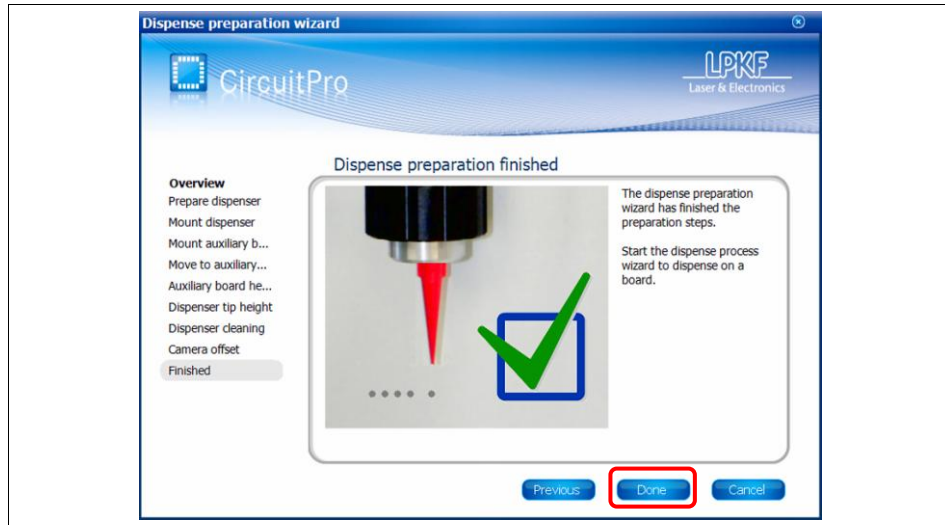 Dispense preparation wizard
CircuitPro
LPKF
Laser & Electronics
Dispense preparation finished
Overview
Prepare dispenser
Mount dispenser
Mount auxiliary b...
Move to auxiliary...
Auxiliary board he...
Dispenser tip height
Dispenser cleaning
Camera offset
Finished
The dispense preparation
wizard has finished the
preparation steps.
Start the dispense process
wizard to dispense on a
board.
Previous
Done
Cancel